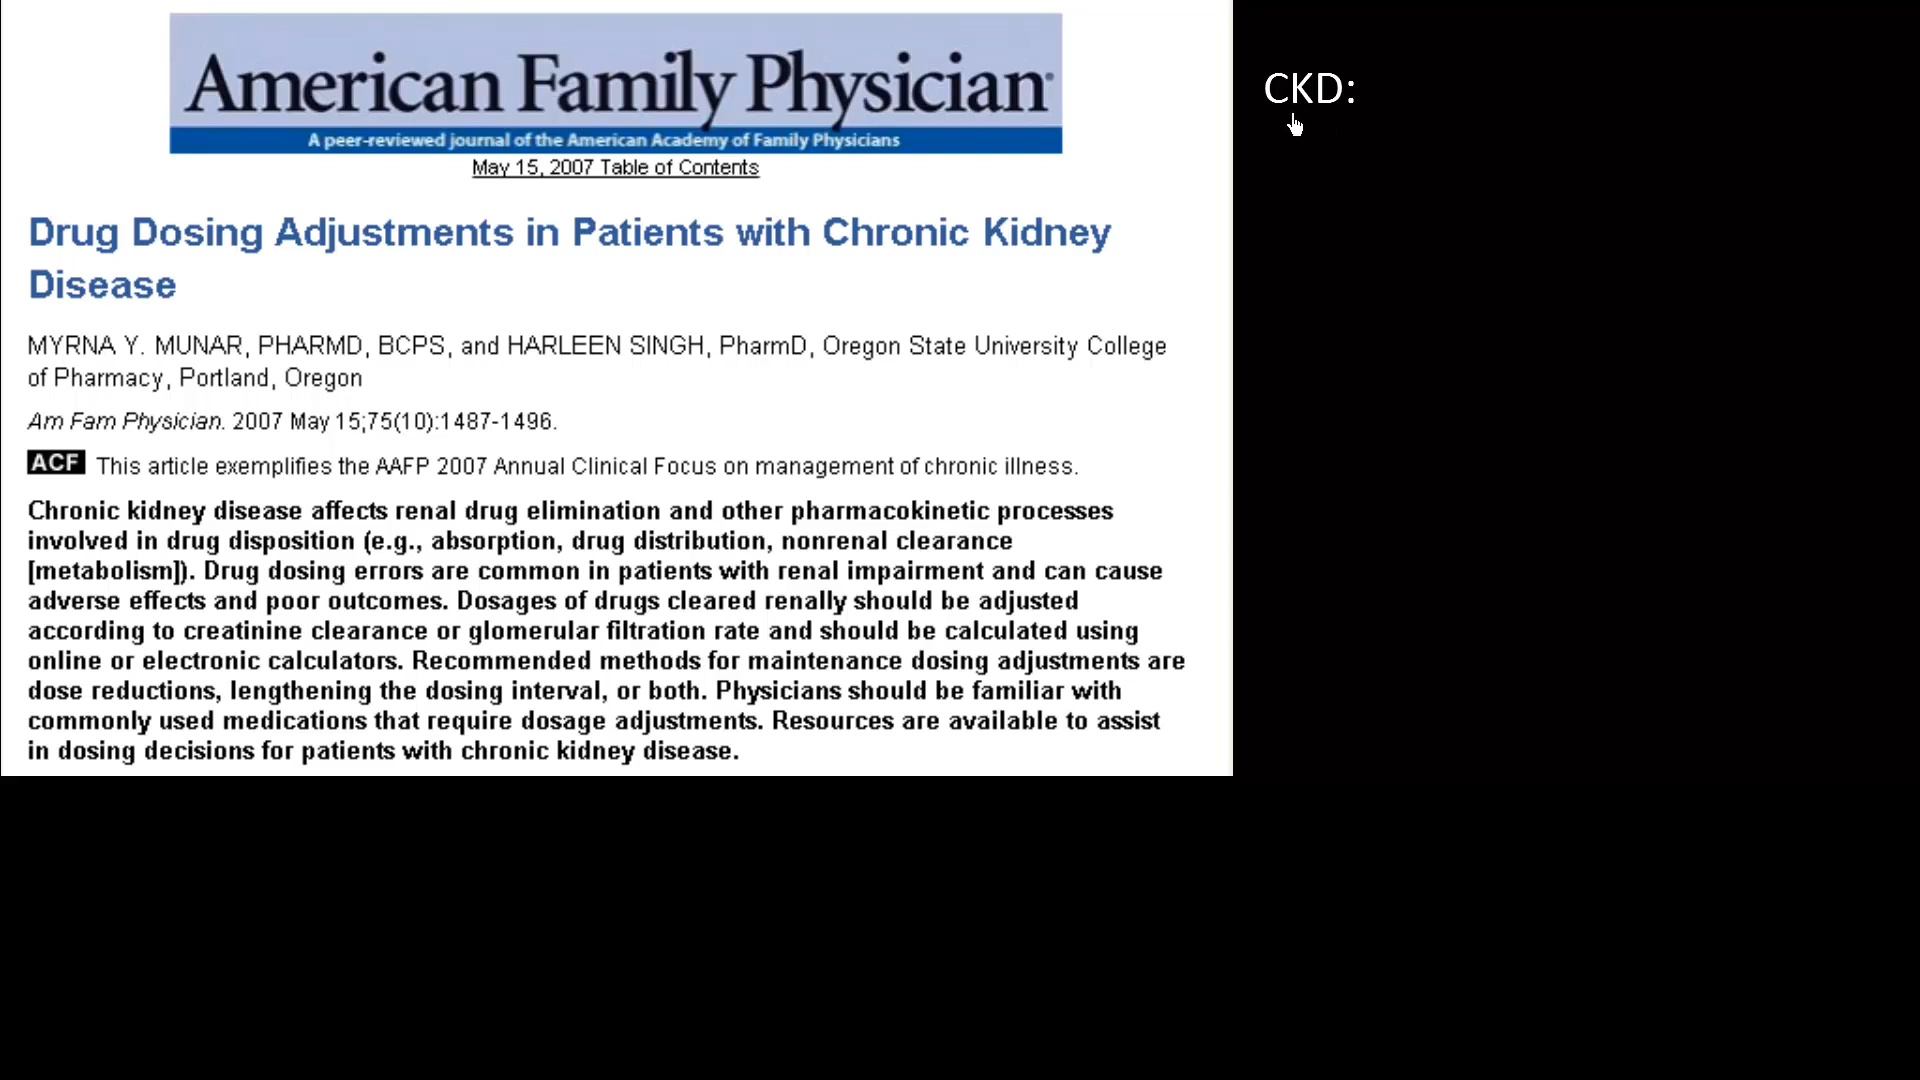 American Family Physician®
A peer-reviewed journal of the American Academy of Family Physicians
May 15, 2007 Table of Contents
Drug Dosing Adjustments in Patients with Chronic Kidney
Disease
MYRNA Y. MUNAR, PHARMD, BCPS, and HARLEEN SINGH, PharmD, Oregon State University College
of Pharmacy, Portland, Oregon
Am Fam Physician. 2007 May 15;75(10):1487-1496.
ACF This article exemplifies the AAFP 2007 Annual Clinical Focus on management of chronic illness.
Chronic kidney disease affects renal drug elimination and other pharmacokinetic processes
involved in drug disposition (e.g., absorption, drug distribution, nonrenal clearance
[metabolism]). Drug dosing errors are common in patients with renal impairment and can cause
adverse effects and poor outcomes. Dosages of drugs cleared renally should be adjusted
according to creatinine clearance or glomerular filtration rate and should be calculated using
online or electronic calculators. Recommended methods for maintenance dosing adjustments are
dose reductions, lengthening the dosing interval, or both. Physicians should be familiar with
commonly used medications that require dosage adjustments. Resources are available to assist
in dosing decisions for patients with chronic kidney disease.
CKD: